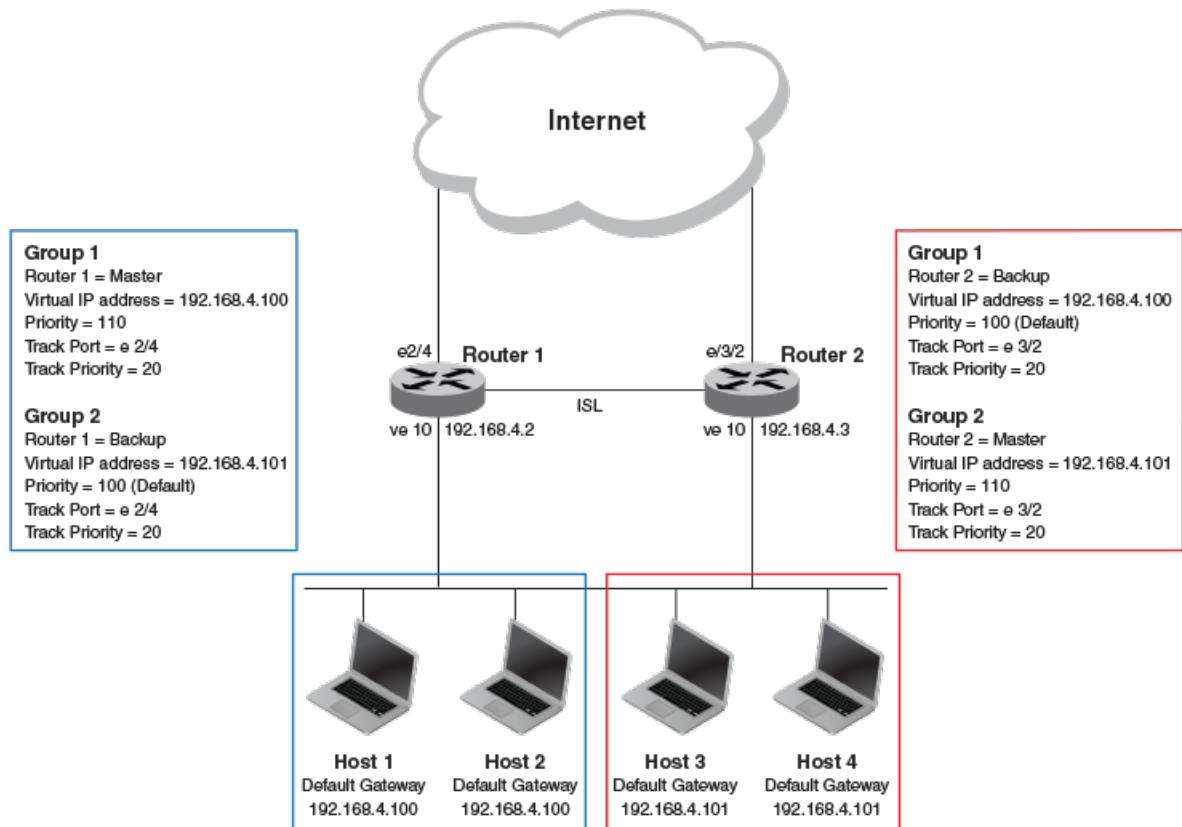 Internet
Group 1
Router 1 = Master
Virtual IP address = 192.168.4.100
Priority = 110
Track Port = e 2/4
Track Priority = 20
Group 2
Router 1 = Backup
Virtual IP address = 192.168.4.101
Priority = 100 (Default)
Track Port = e 2/4
Track Priority = 20
e2/4
Router 1
ISL
ve 10
192.168.4.2
e/3/2
Router 2
ve 10
192.168.4.3
Group 1
Router 2 = Backup
Virtual IP address = 192.168.4.100
Priority = 100 (Default)
Track Port = e 3/2
Track Priority = 20
Group 2
Router 2 = Master
Virtual IP address = 192.168.4.101
Priority = 110
Track Port = e 3/2
Track Priority = 20
Host 1
Default Gateway
192.168.4.100
Host 2
Default Gateway
192.168.4.100
Host 3
Default Gateway
192.168.4.101
Host 4
Default Gateway
192.168.4.101